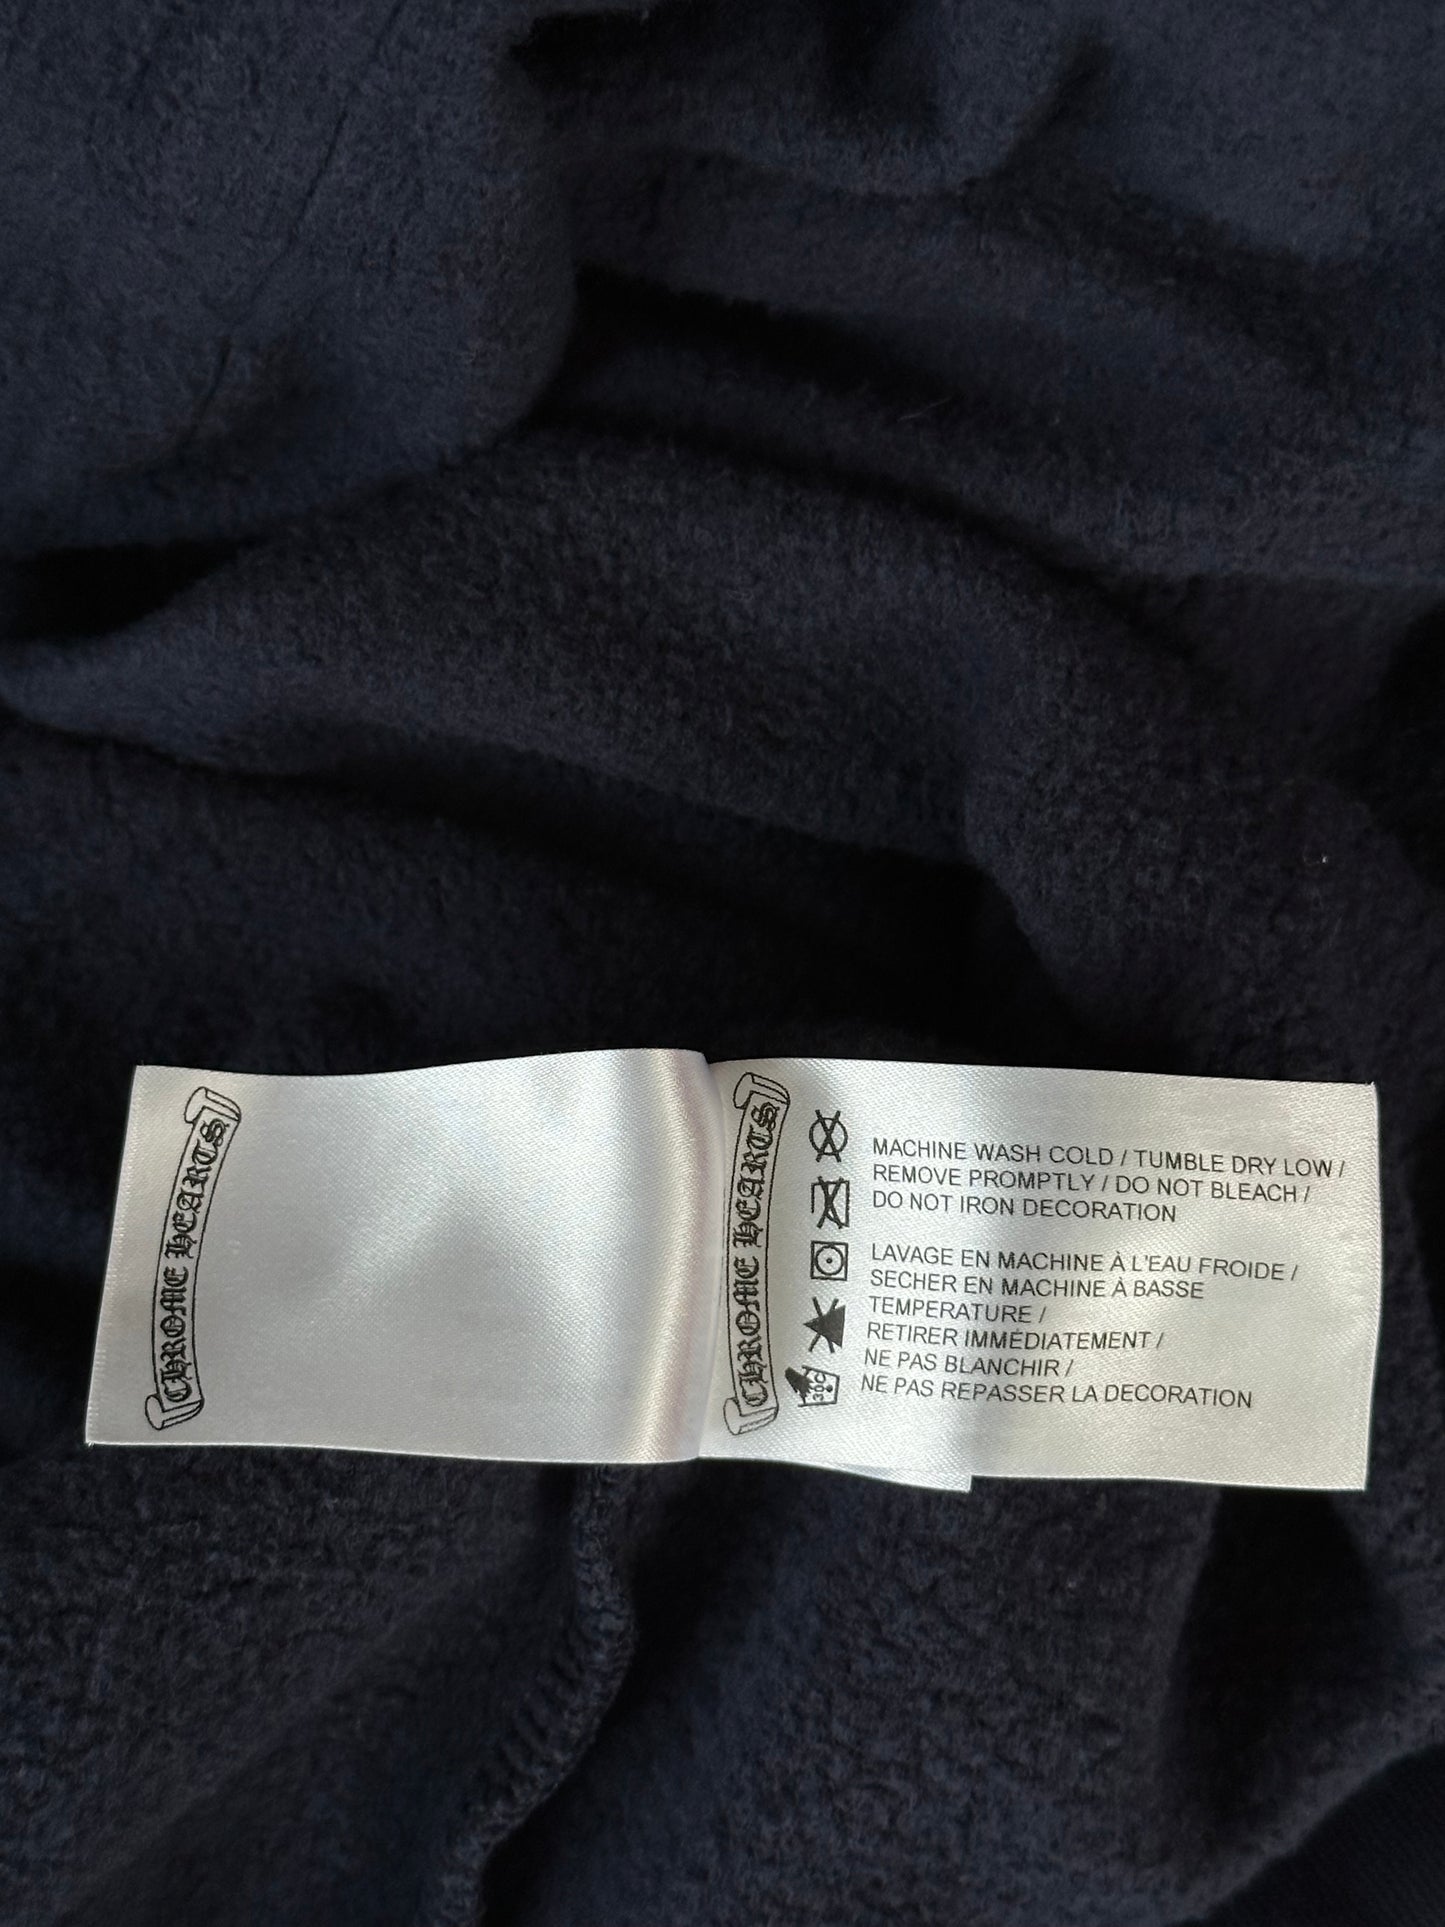 CHROME HEARTS
CHROME HEARTS
MACHINE WASH COLD / TUMBLE DRY LOW /
REMOVE PROMPTLY / DO NOT BLEACH /
DO NOT IRON DECORATION
LAVAGE EN MACHINE À L'EAU FROIDE /
SECHER EN MACHINE À BASSE
TEMPERATURE /
RETIRER IMMÉDIATEMENT /
NE PAS BLANCHIR /
NE PAS REPASSER LA DECORATION
30C